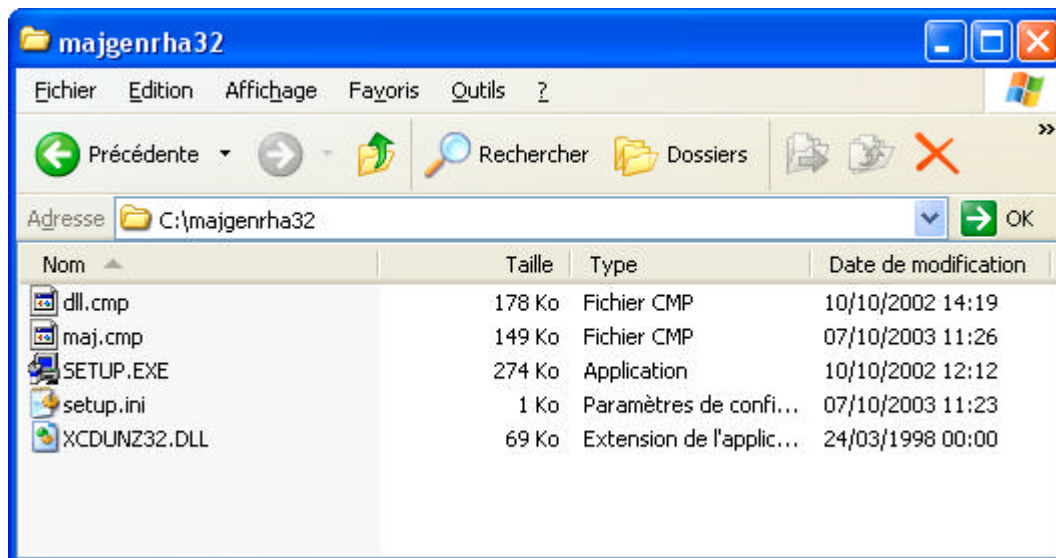 majgenrha32
Fichier Edition Affichage Favoris Outils ?
Précédente Rechercher Dossiers »
Adresse C:\majgenrha32 OK
Nom Taille Type Date de modification
dll.cmp 178 Ko Fichier CMP 10/10/2002 14:19
maj.cmp 149 Ko Fichier CMP 07/10/2003 11:26
SETUP.EXE 274 Ko Application 10/10/2002 12:12
setup.ini 1 Ko Paramètres de confi... 07/10/2003 11:23
XCDUNZ32.DLL 69 Ko Extension de l'applic... 24/03/1998 00:00